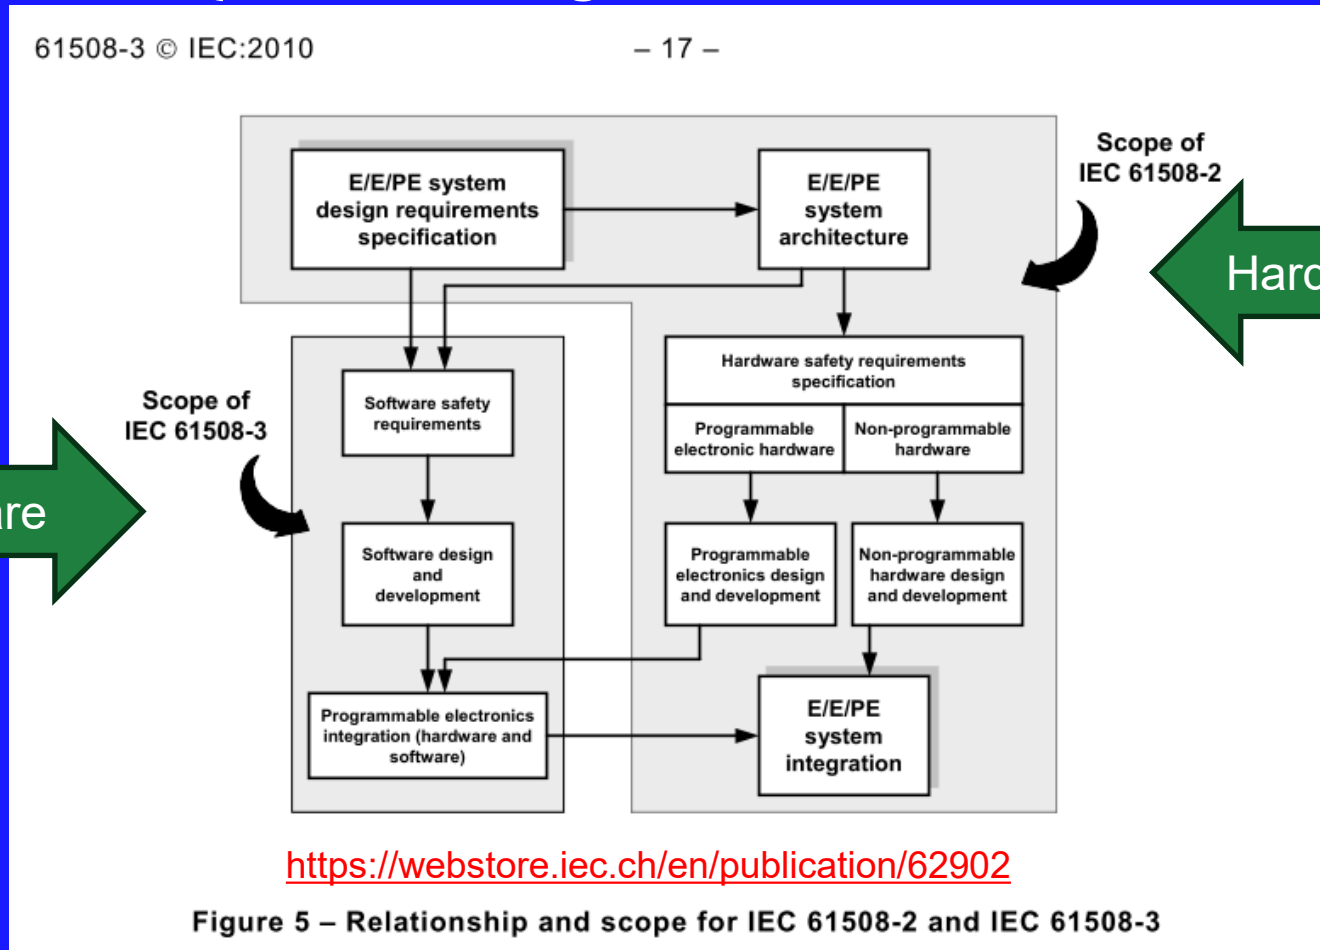 61508-3 © IEC:2010
– 17 –
Scope of
IEC 61508-2
E/E/PE system
design requirements
specification
E/E/PE
system
architecture
Hardware safety requirements
specification
Scope of
IEC 61508-3
Software safety
requirements
Programmable
electronic hardware
Non-programmable
hardware
Software design
and
development
Programmable
electronics design
and development
Non-programmable
hardware design
and development
Programmable electronics
integration (hardware and
software)
E/E/PE
system
integration
https://webstore.iec.ch/en/publication/62902
Figure 5 – Relationship and scope for IEC 61508-2 and IEC 61508-3